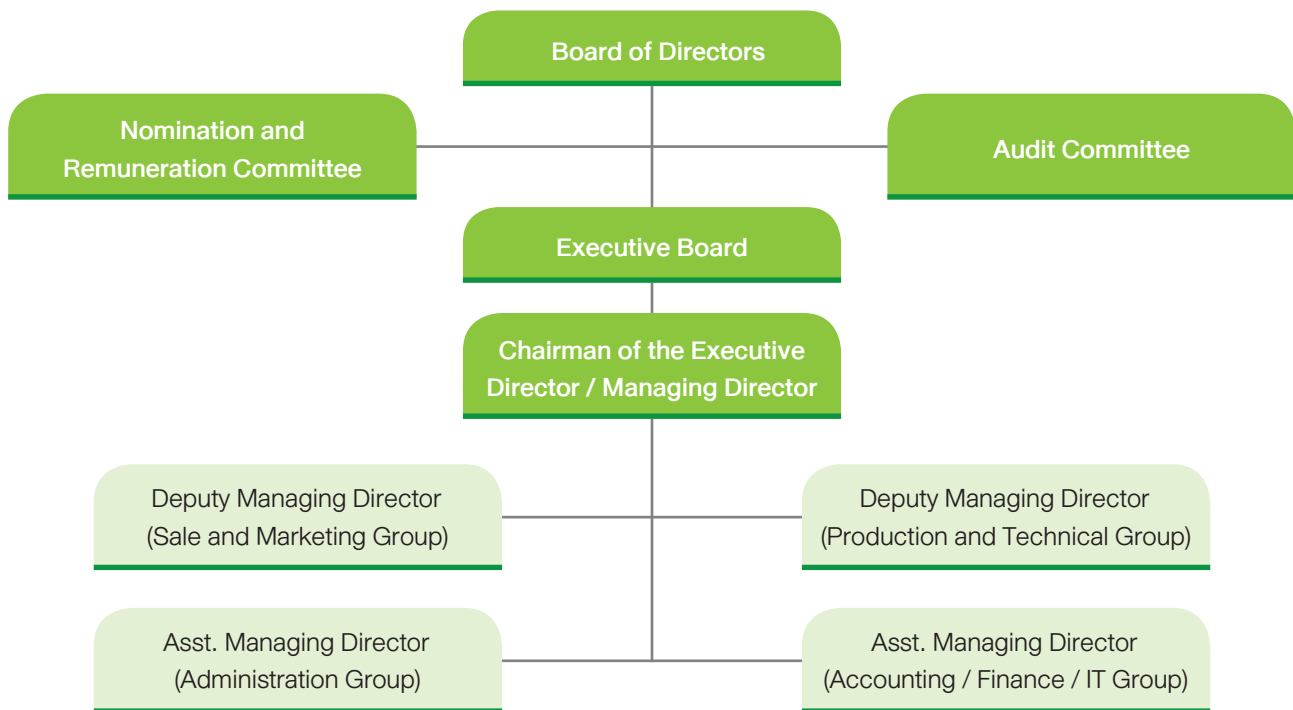 Board of Directors
Nomination and
Remuneration Committee
Audit Committee
Executive Board
Chairman of the Executive
Director / Managing Director
Deputy Managing Director
(Sale and Marketing Group)
Deputy Managing Director
(Production and Technical Group)
Asst. Managing Director
(Administration Group)
Asst. Managing Director
(Accounting / Finance / IT Group)